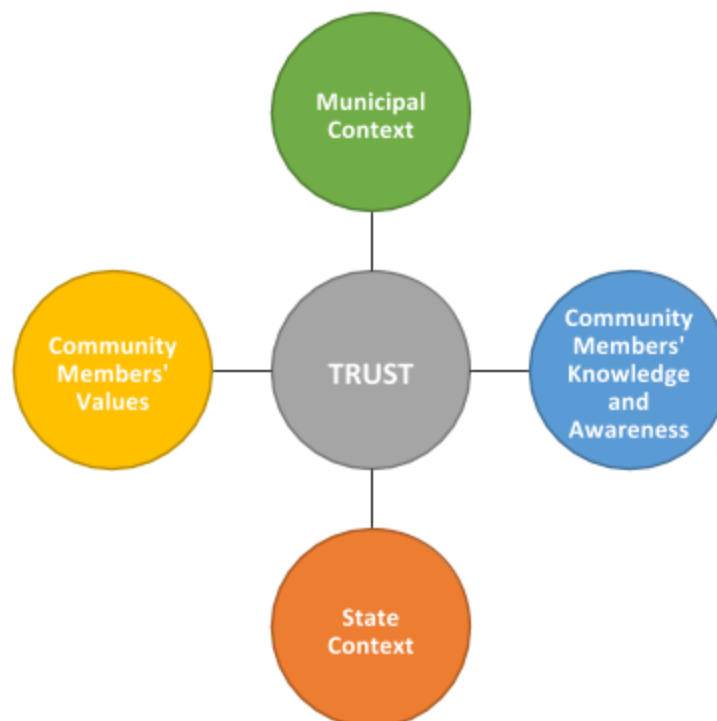 Municipal
Context
Community
Members'
Values
TRUST
Community
Members'
Knowledge
and
Awareness
State
Context